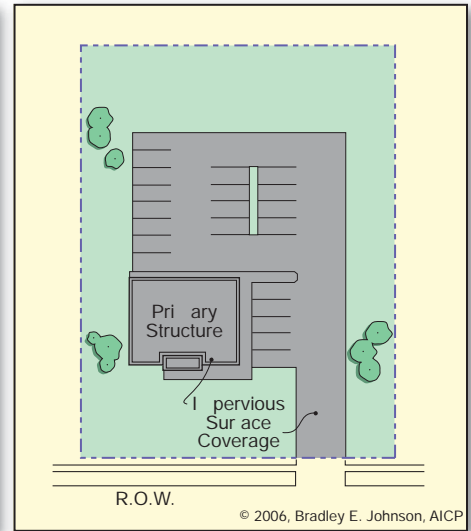 Pri ary
Structure
I pervious
Sur ace
Coverage
R.O.W.
© 2006, Bradley E. Johnson, AICP